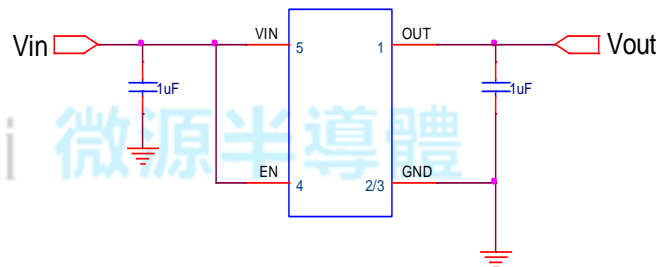 Vin
VIN
5
1
OUT
Vout
1uF
1uF
i 微源半導體
EN
4
2/3
GND